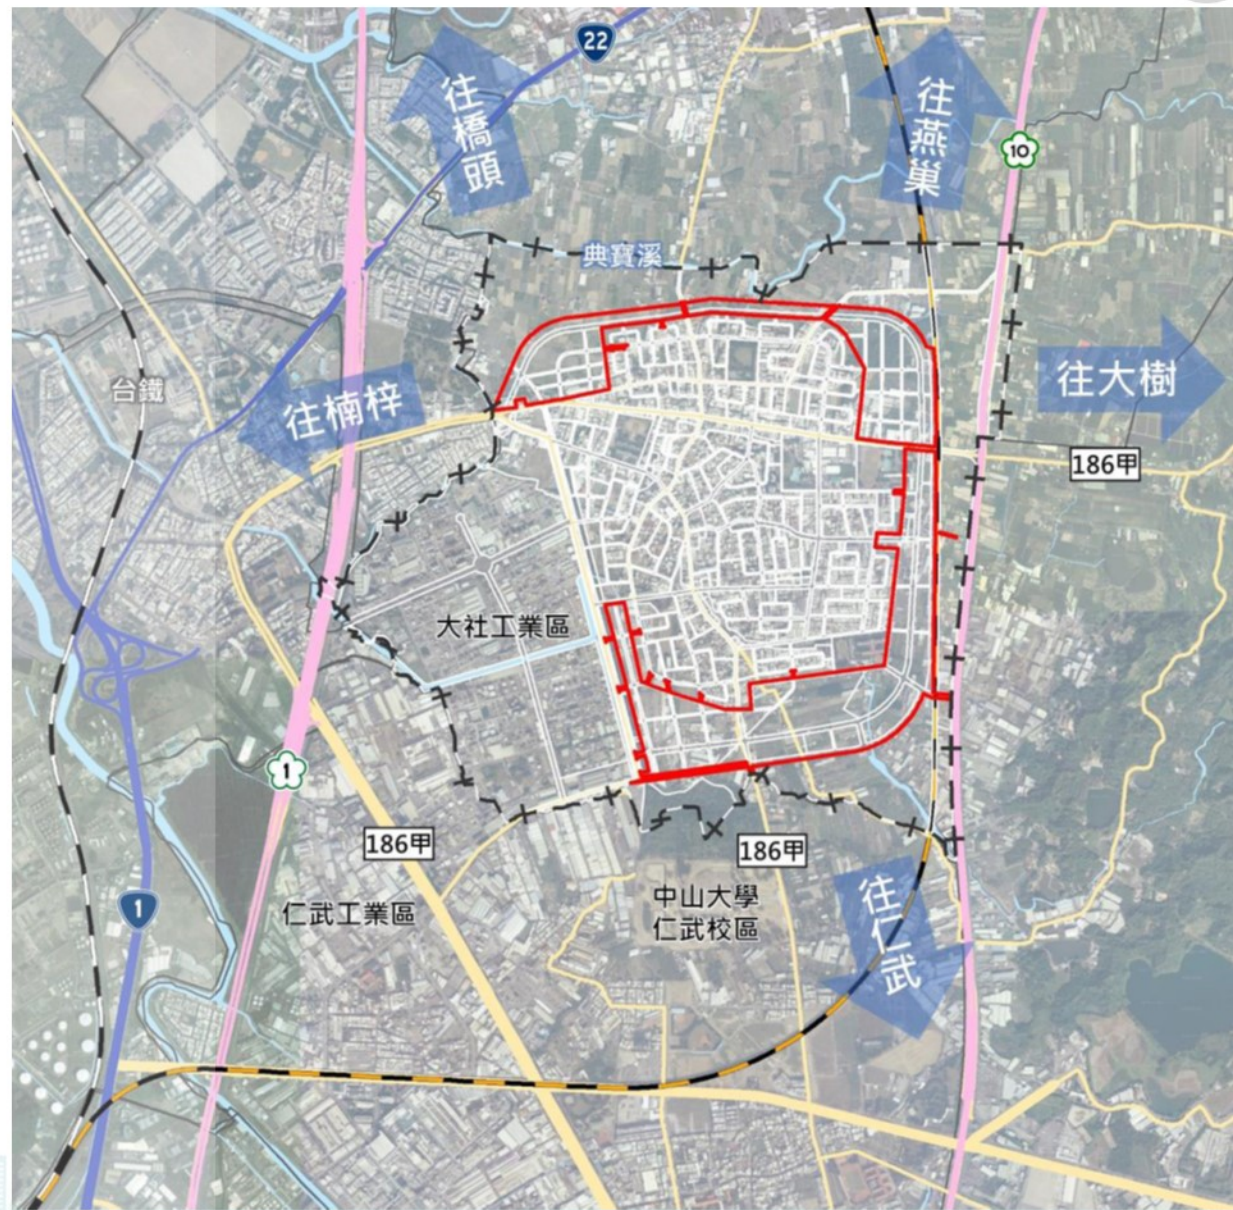 22
往橋頭
往燕巢
10
典寶溪
台鐵
往楠梓
往大樹
186甲
大社工業區
1
186甲
186甲
1
仁武工業區
中山大學
仁武校區
往仁武